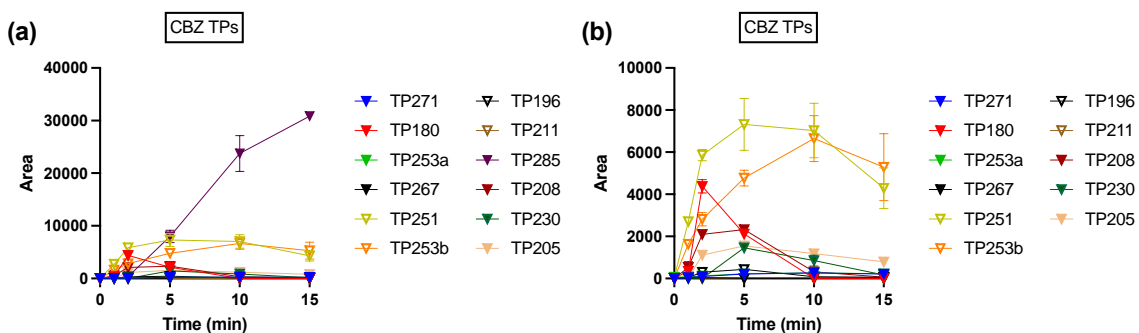 (a)
CBZ TPs
40000
30000
20000
10000
0
Area
0 5 10 15
Time (min)
TP271 TP196
TP180 TP211
TP253a TP285
TP267 TP208
TP251 TP230
TP253b TP205
(b)
CBZ TPs
10000
8000
6000
4000
2000
0
Area
0 5 10 15
Time (min)
TP271 TP196
TP180 TP211
TP253a TP208
TP267 TP230
TP251 TP205
TP253b